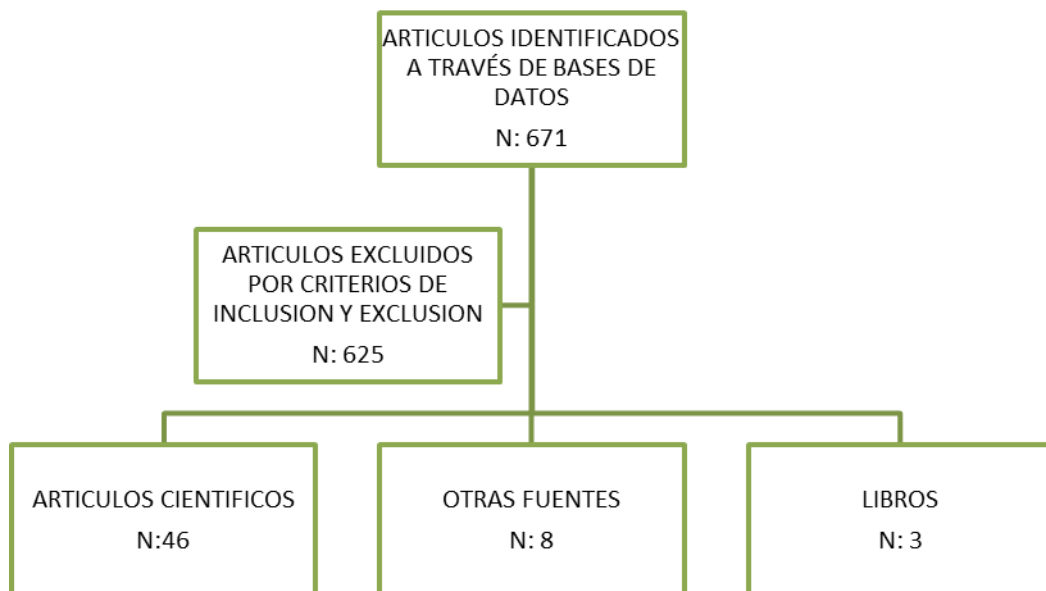 ARTICULOS IDENTIFICADOS
A TRAVÉS DE BASES DE
DATOS
N: 671
ARTICULOS EXCLUIDOS
POR CRITERIOS DE
INCLUSION Y EXCLUSION
N: 625
ARTICULOS CIENTIFICOS
N:46
OTRAS FUENTES
N: 8
LIBROS
N: 3